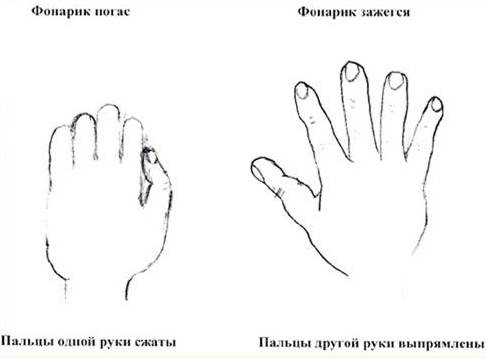 Фонарик погас
Фонарик зажегся
Пальцы одной руки сжаты
Пальцы другой руки выпрямлены